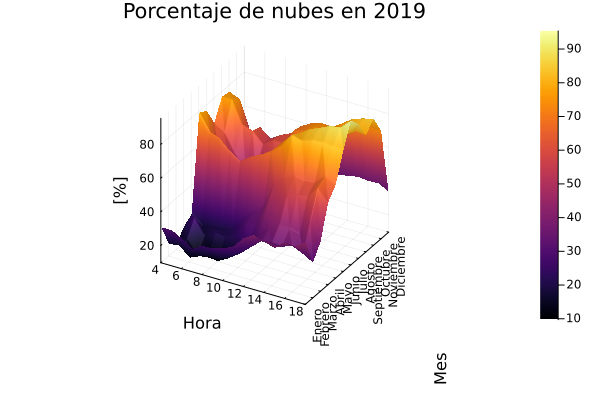 Porcentaje de nubes en 2019
[%]
80
60
40
20
4
6
8
10
12
14
16
18
Hora
Enero
Febrero
Marzo
Abril
Mayo
Junio
Julio
Agosto
Septiembre
Octubre
Noviembre
Diciembre
Mes
90
80
70
60
50
40
30
20
10